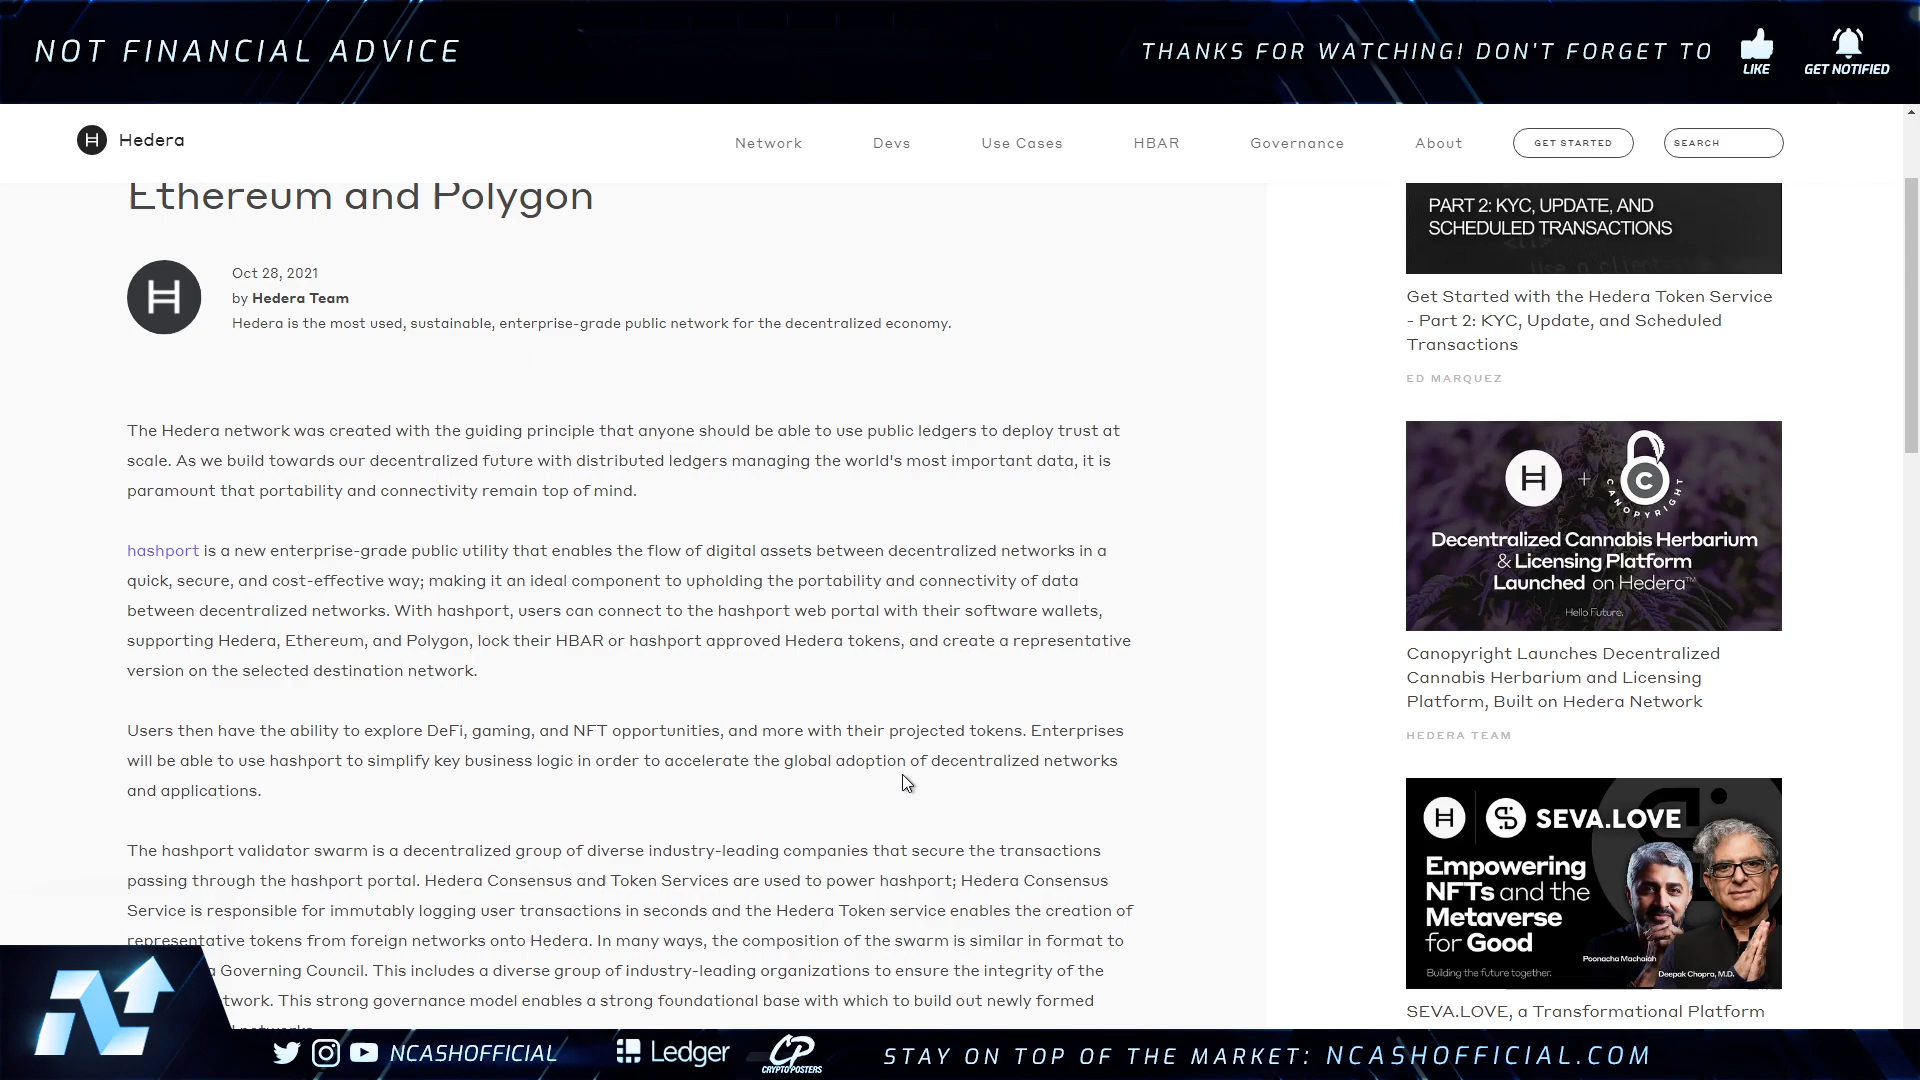 NOT FINANCIAL ADVICE
THANKS FOR WATCHING! DON'T FORGET TO
LIKE
GET NOTIFIED
Hedera
Network
Devs
Use Cases
HBAR
Governance
About
GET STARTED
SEARCH
Ethereum and Polygon
Oct 28, 2021
by Hedera Team
Hedera is the most used, sustainable, enterprise-grade public network for the decentralized economy.
The Hedera network was created with the guiding principle that anyone should be able to use public ledgers to deploy trust at
scale. As we build towards our decentralized future with distributed ledgers managing the world's most important data, it is
paramount that portability and connectivity remain top of mind.
hashport is a new enterprise-grade public utility that enables the flow of digital assets between decentralized networks in a
quick, secure, and cost-effective way; making it an ideal component to upholding the portability and connectivity of data
between decentralized networks. With hashport, users can connect to the hashport web portal with their software wallets,
supporting Hedera, Ethereum, and Polygon, lock their HBAR or hashport approved Hedera tokens, and create a representative
version on the selected destination network.
Users then have the ability to explore DeFi, gaming, and NFT opportunities, and more with their projected tokens. Enterprises
will be able to use hashport to simplify key business logic in order to accelerate the global adoption of decentralized networks
and applications.
The hashport validator swarm is a decentralized group of diverse industry-leading companies that secure the transactions
passing through the hashport portal. Hedera Consensus and Token Services are used to power hashport; Hedera Consensus
Service is responsible for immutably logging user transactions in seconds and the Hedera Token service enables the creation of
representative tokens from foreign networks onto Hedera. In many ways, the composition of the swarm is similar in format to
Governing Council. This includes a diverse group of industry-leading organizations to ensure the integrity of the
This strong governance model enables a strong foundational base with which to build out newly formed
PART 2: KYC, UPDATE, AND
SCHEDULED TRANSACTIONS
Get Started with the Hedera Token Service
- Part 2: KYC, Update, and Scheduled
Transactions
ED MARQUEZ
H + C
CANOPYRIGHT
Decentralized Cannabis Herbarium
& Licensing Platform
Launched on Hedera™
Hello Future.
Canopyright Launches Decentralized
Cannabis Herbarium and Licensing
Platform, Built on Hedera Network
HEDERA TEAM
SEVA.LOVE
Empowering
NFTs and the
Metaverse
for Good
Building the future together.
Poonacha Machaiah
Deepak Chopra, M.D.
SEVA.LOVE, a Transformational Platform
NCASHOFFICIAL
Ledger
CP
CRYPTOPOSTERS
STAY ON TOP OF THE MARKET: NCASHOFFICIAL.COM